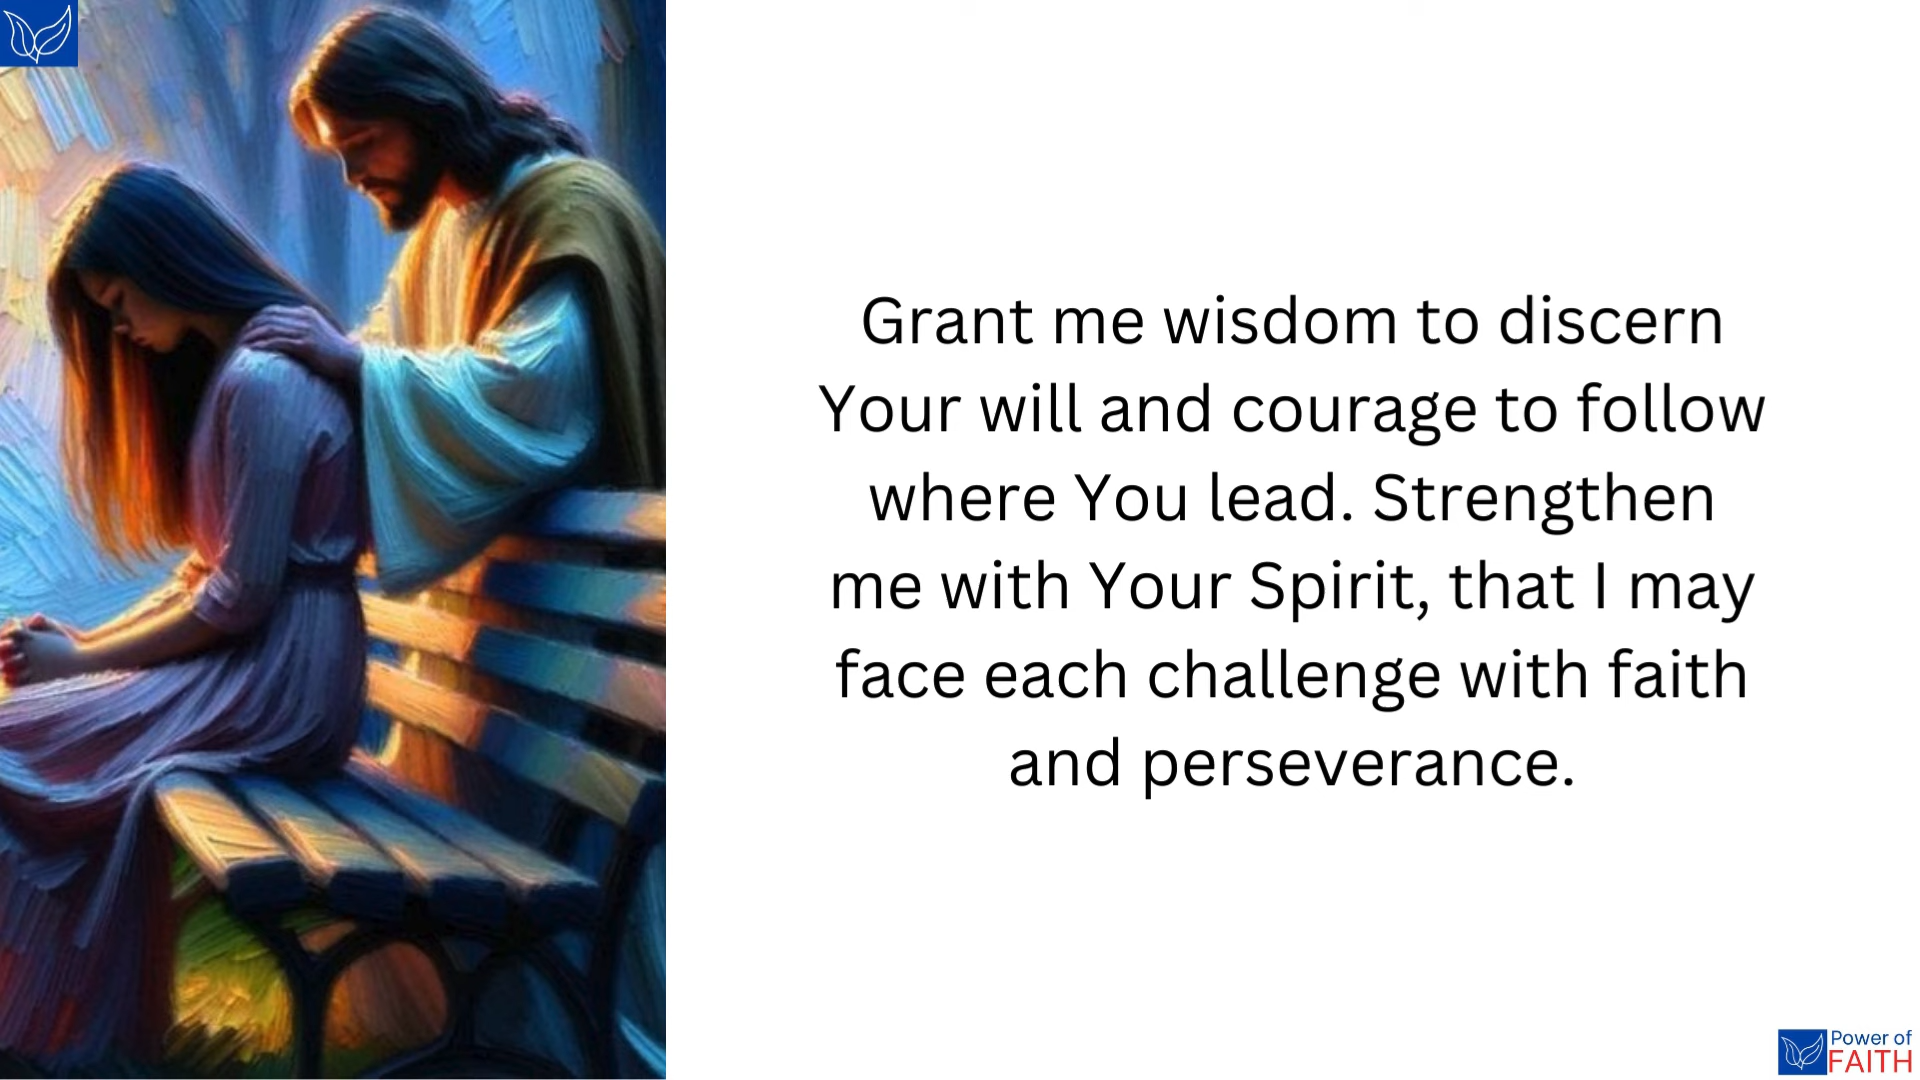 Grant me wisdom to discern
Your will and courage to follow
where You lead. Strengthen
me with Your Spirit, that I may
face each challenge with faith
and perseverance.
Power of
FAITH